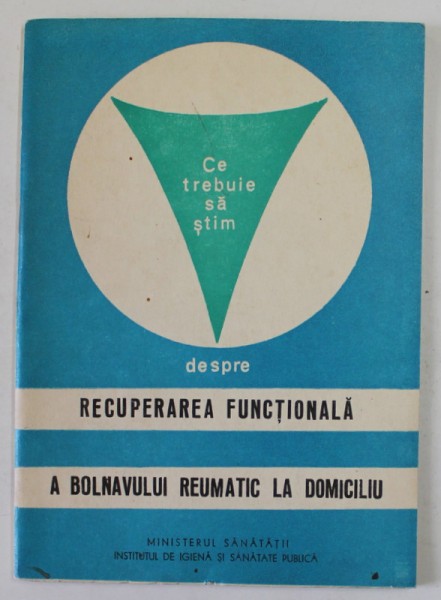 Ce
trebuie
să
știm
despre
RECUPERAREA FUNCȚIONALĂ
A BOLNAVULUI REUMATIC LA DOMICILIU
MINISTERUL SĂNĂTĂȚII
INSTITUTUL DE IGIENĂ ȘI SĂNĂTATE PUBLICĂ